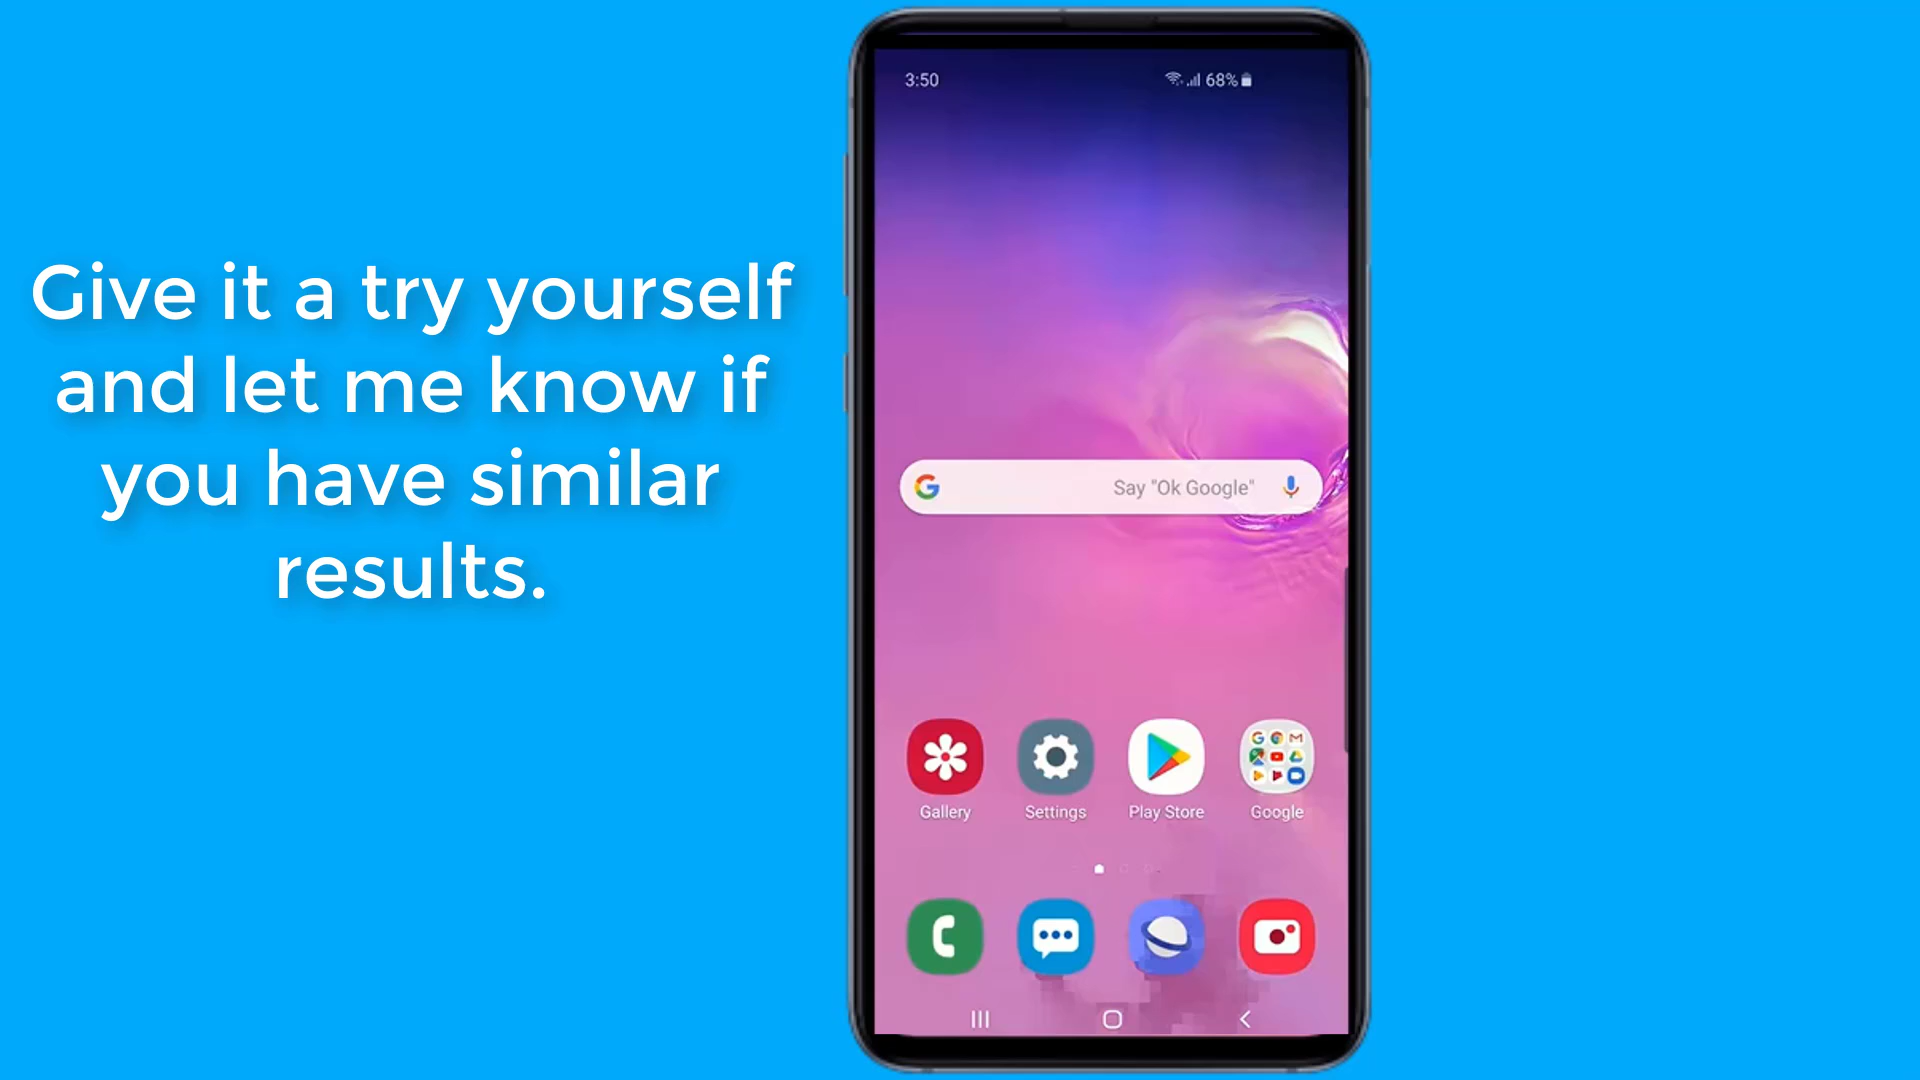 Give it a try yourself
and let me know if
you have similar
results.
3:50
68%
Say "Ok Google"
Gallery
Settings
Play Store
Google